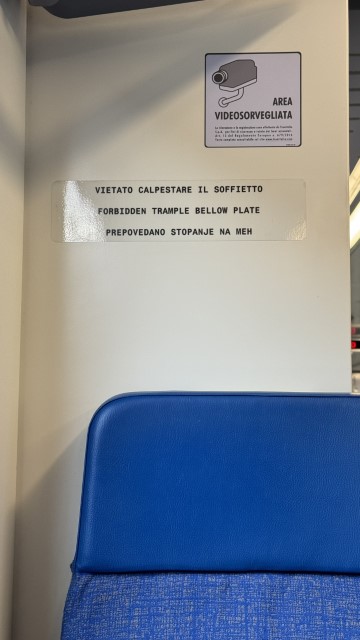 AREA
VIDEOSORVEGLIATA
VIETATO CALPESTARE IL SOFFIETTO
FORBIDDEN TRAMPLE BELLOW PLATE
PREPOVEDANO STOPANJE NA MEH